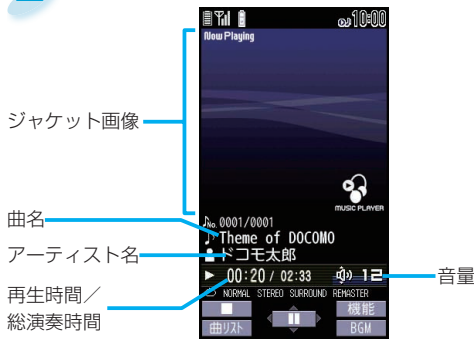 10:00
Now Playing
ジャケット画像
MUSIC PLAYER
No. 0001/0001
曲名
Theme of DOCOMO
アーティスト名
ドコモ太郎
00:20 / 02:33
12
音量
再生時間／
総演奏時間
NORMAL STEREO SURROUND REMASTER
機能
曲リスト
BGM